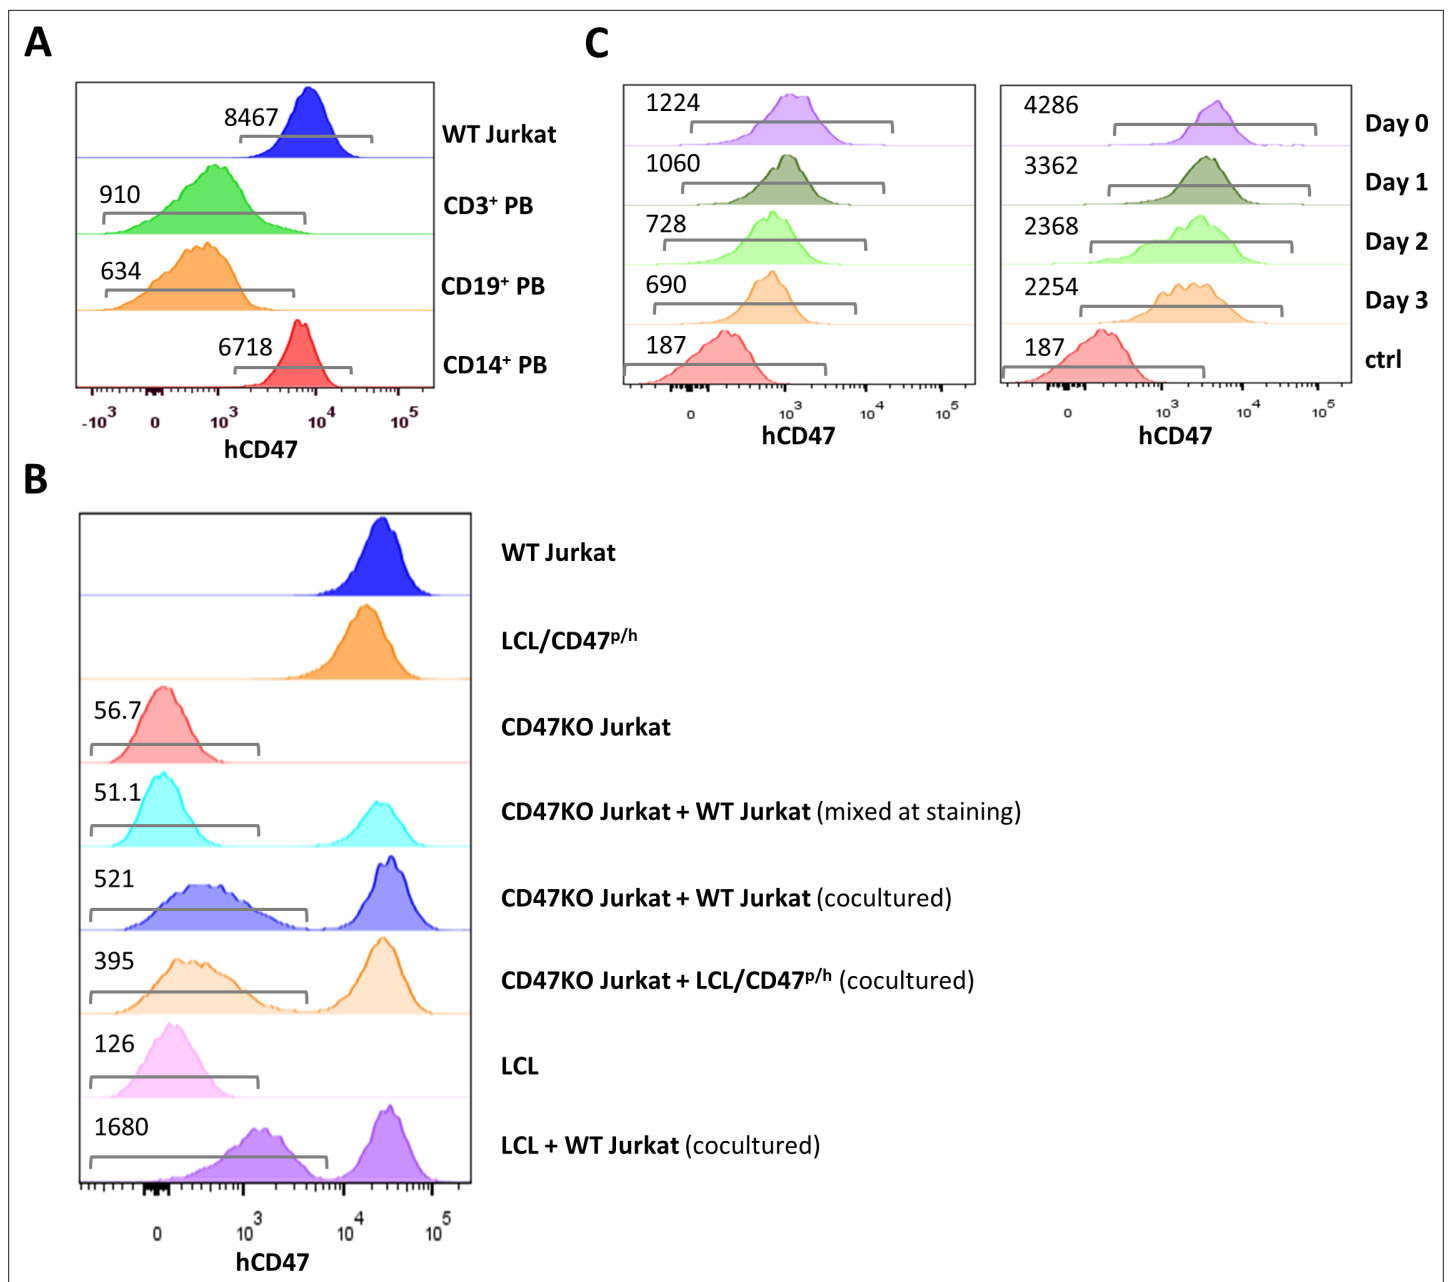 A
8467
WT Jurkat
910
CD3⁺ PB
634
CD19⁺ PB
6718
CD14⁺ PB
-10³ 0 10³ 10⁴ 10⁵
hCD47
C
1224
1060
728
690
187
0 10³ 10⁴ 10⁵
hCD47
4286
Day 0
3362
Day 1
2368
Day 2
2254
Day 3
187
ctrl
0 10³ 10⁴ 10⁵
hCD47
B
WT Jurkat
LCL/CD47ᵖ/ʰ
56.7
CD47KO Jurkat
51.1
CD47KO Jurkat + WT Jurkat (mixed at staining)
521
CD47KO Jurkat + WT Jurkat (cocultured)
395
CD47KO Jurkat + LCL/CD47ᵖ/ʰ (cocultured)
126
LCL
1680
LCL + WT Jurkat (cocultured)
0 10³ 10⁴ 10⁵
hCD47